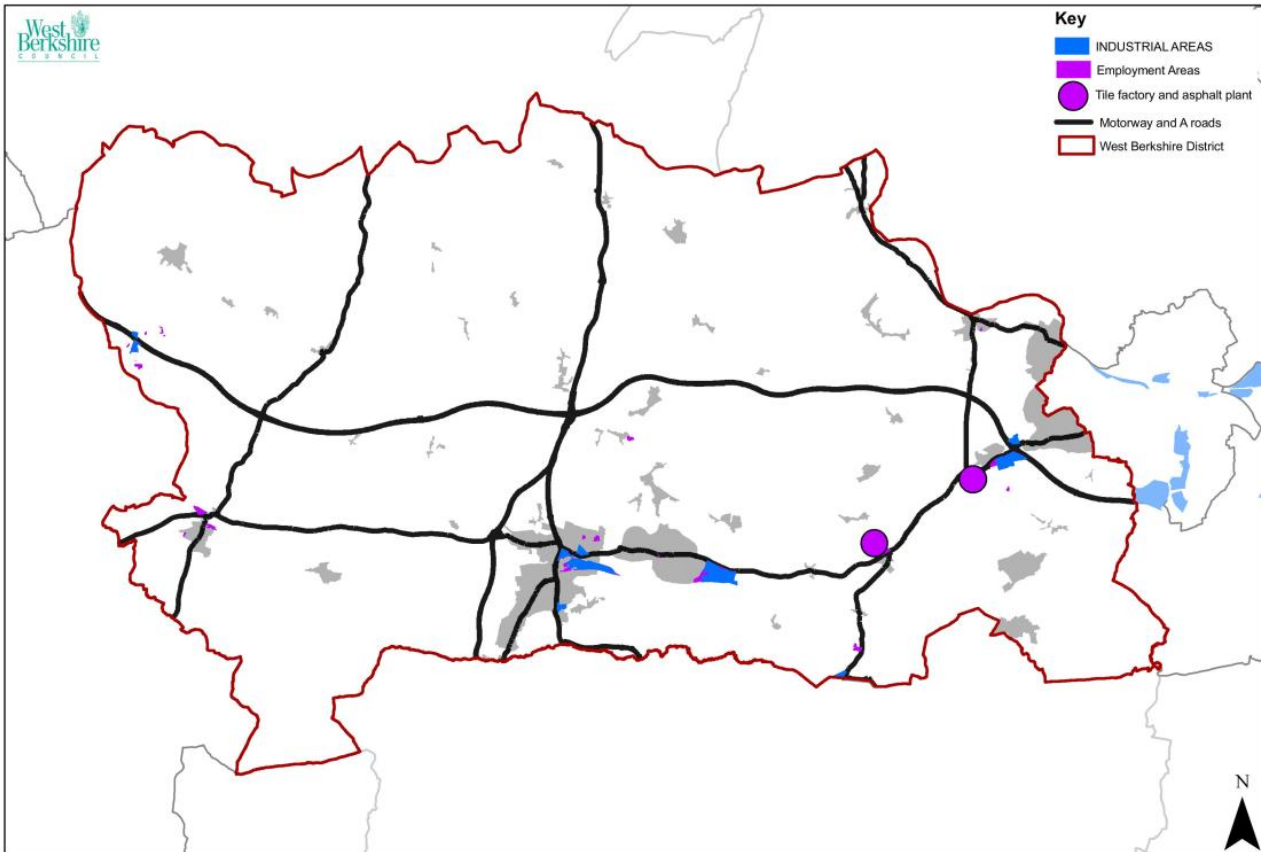 West
Berkshire
COUNCIL
Key
INDUSTRIAL AREAS
Employment Areas
Tile factory and asphalt plant
Motorway and A roads
West Berkshire District
N